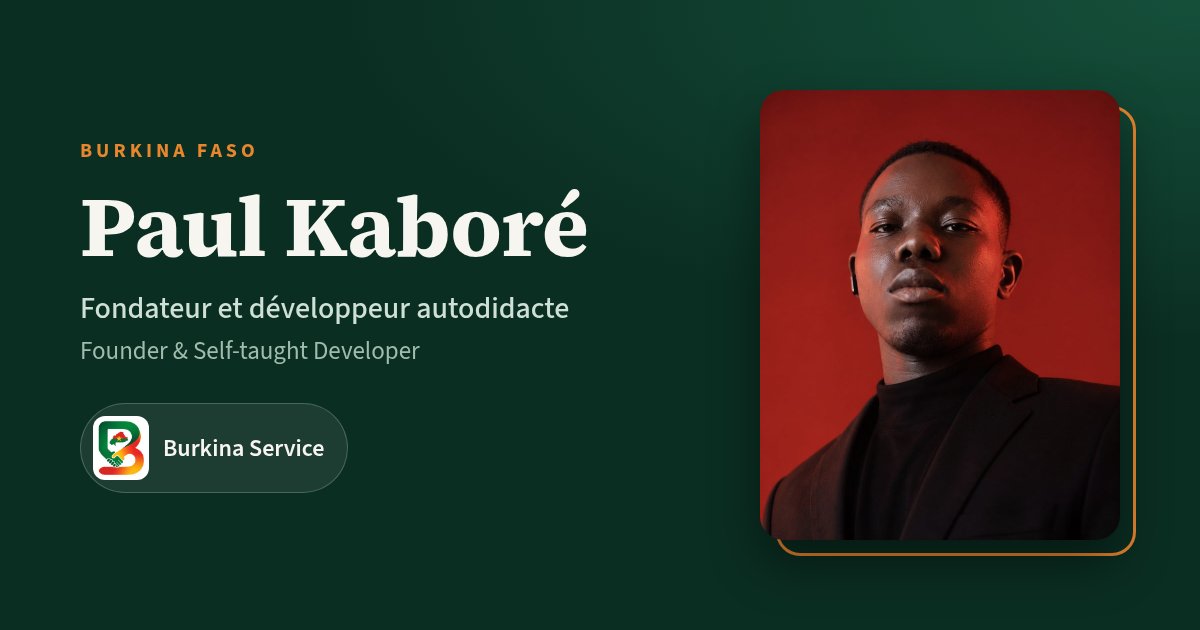 BURKINA FASO
Paul Kaboré
Fondateur et développeur autodidacte
Founder & Self-taught Developer
Burkina Service